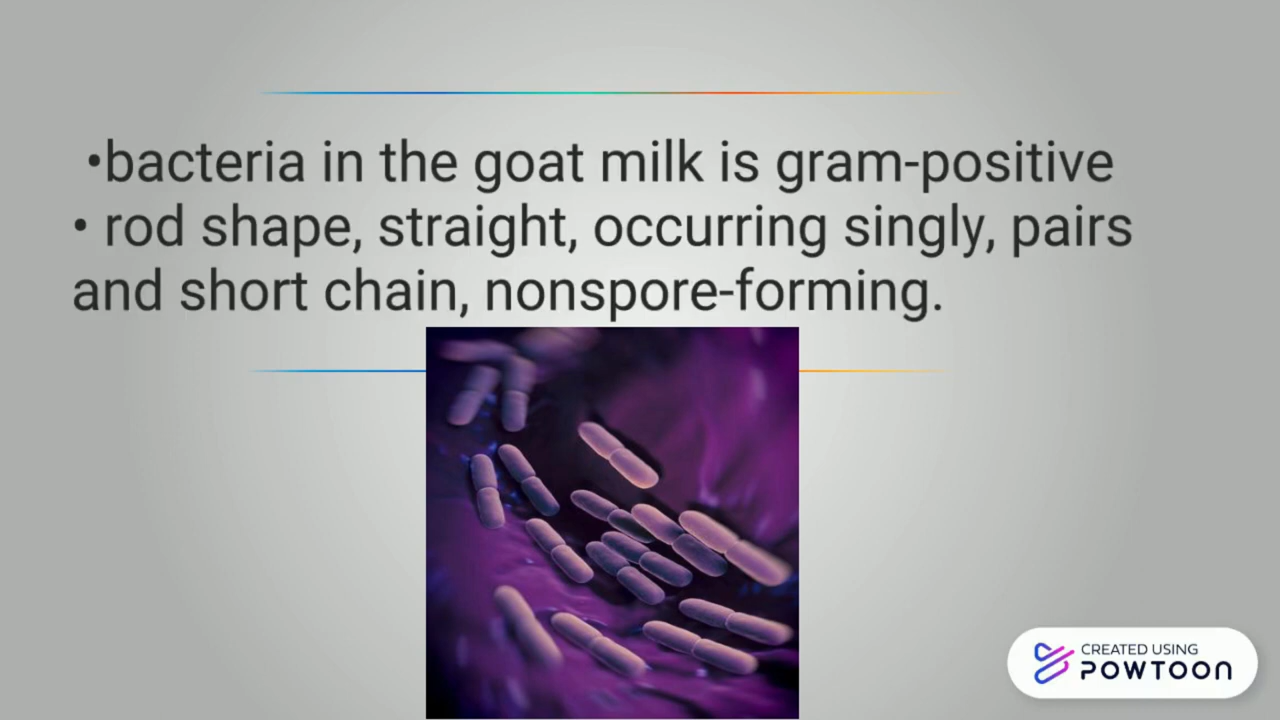 •bacteria in the goat milk is gram-positive
• rod shape, straight, occurring singly, pairs
and short chain, nonspore-forming.
CREATED USING
POWTOON